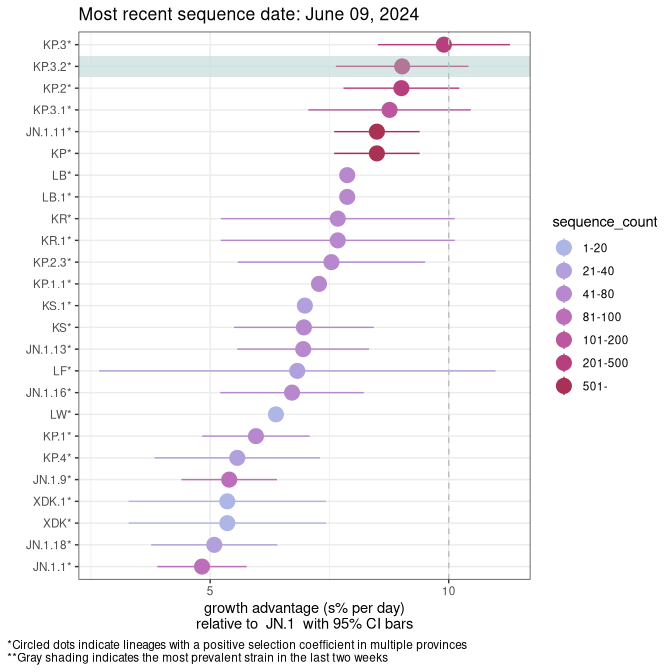 Most recent sequence date: June 09, 2024
KP.3*
KP.3.2*
KP.2*
KP.3.1*
JN.1.11*
KP*
LB*
LB.1*
KR*
KR.1*
KP.2.3*
KP.1.1*
KS.1*
KS*
JN.1.13*
LF*
JN.1.16*
LW*
KP.1*
KP.4*
JN.1.9*
XDK.1*
XDK*
JN.1.18*
JN.1.1*
5
10
growth advantage (s% per day)
relative to JN.1 with 95% CI bars
sequence_count
1-20
21-40
41-80
81-100
101-200
201-500
501-
*Circled dots indicate lineages with a positive selection coefficient in multiple provinces
**Gray shading indicates the most prevalent strain in the last two weeks